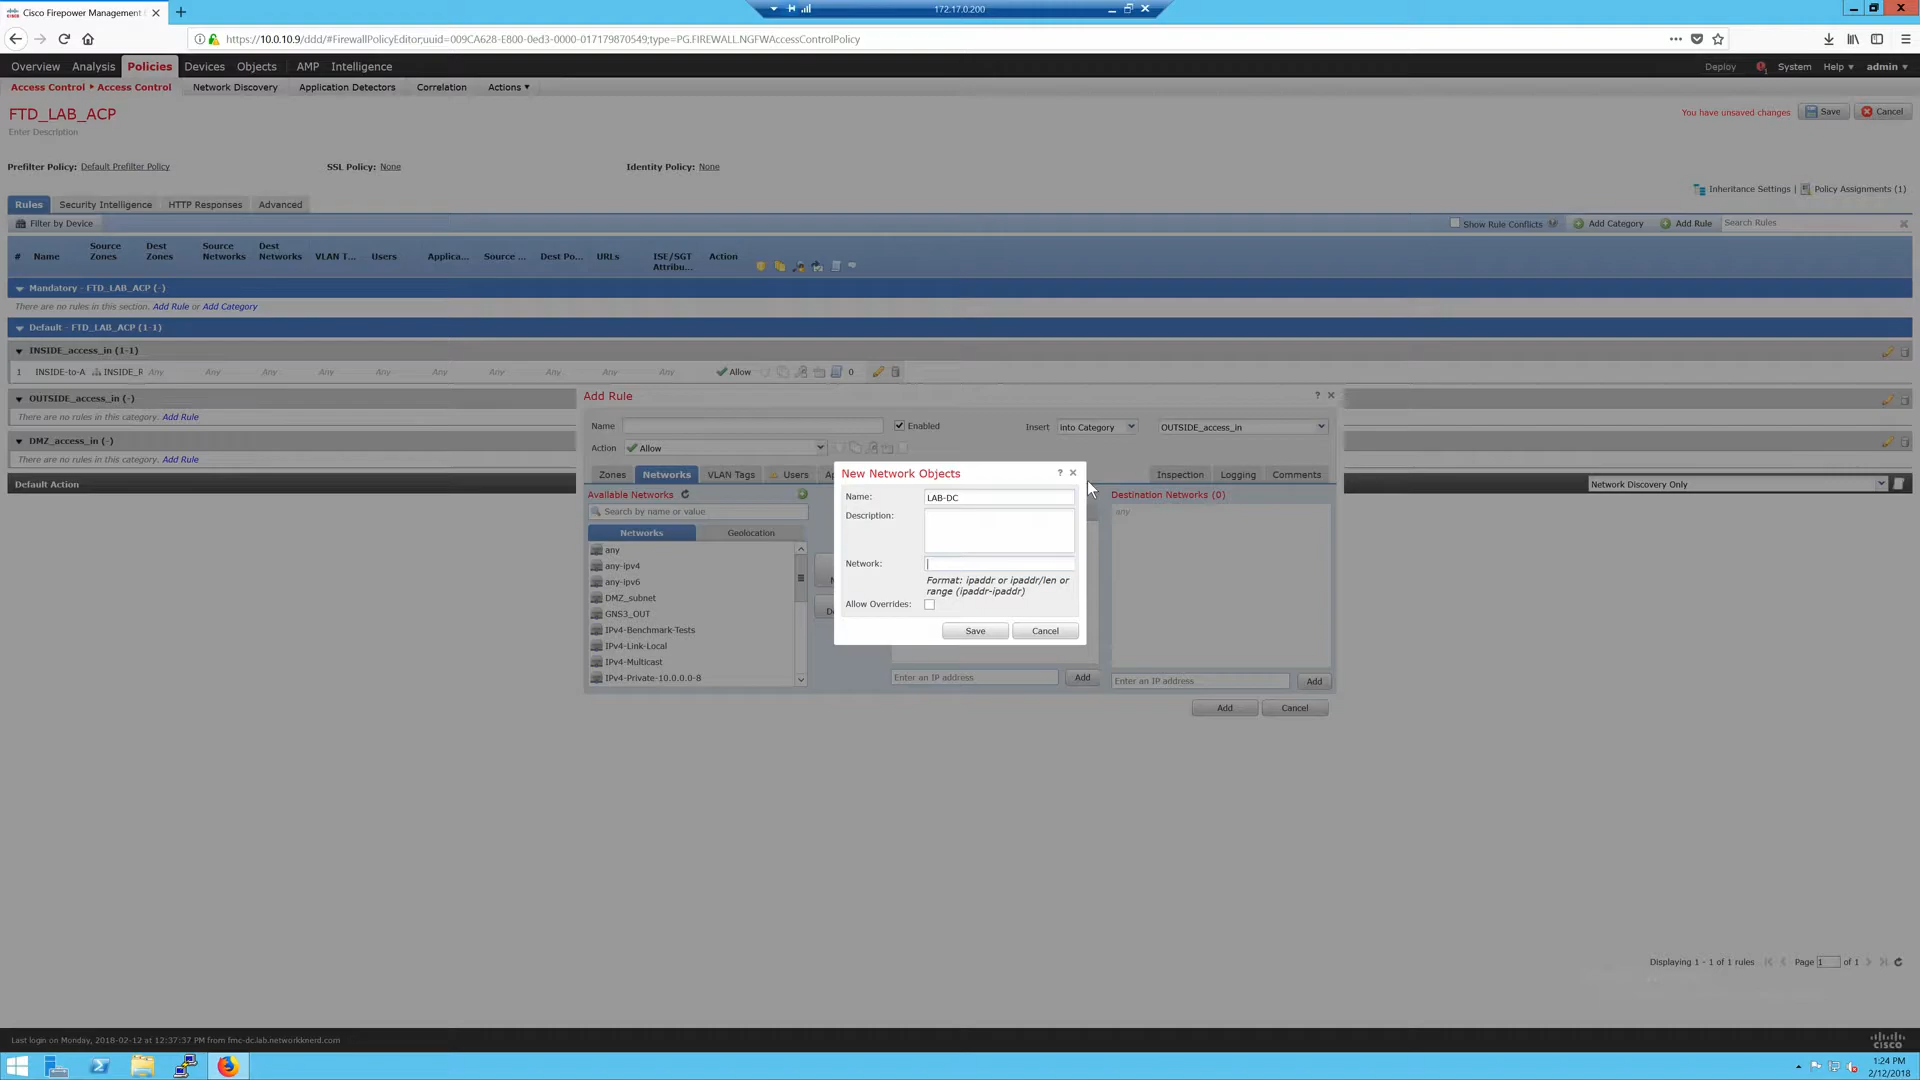 Cisco Firepower Management
172.17.0.200
https://10.0.10.9/ddd/#FirewallPolicyEditor;uuid=009CA628-E800-0ed3-0000-017179870549;type=PG.FIREWALL.NGFWAccessControlPolicy
Overview Analysis Policies Devices Objects AMP Intelligence Deploy System Help admin
Access Control Access Control Network Discovery Application Detectors Correlation Actions
FTD_LAB_ACP
You have unsaved changes Save Cancel
Enter Description
Prefilter Policy: Default Prefilter Policy SSL Policy: None Identity Policy: None
Inheritance Settings | Policy Assignments (1)
Rules Security Intelligence HTTP Responses Advanced
Filter by Device Show Rule Conflicts Add Category Add Rule Search Rules
# Name Source Zones Dest Zones Source Networks Dest Networks VLAN T... Users Applica... Source ... Dest Po... URLs ISE/SGT Attribu... Action
Mandatory - FTD_LAB_ACP (-)
There are no rules in this section. Add Rule or Add Category
Default - FTD_LAB_ACP (1-1)
INSIDE_access_in (1-1)
1 INSIDE-to-A INSIDE_R Any Any Any Any Any Any Any Any Any Any Allow 0
OUTSIDE_access_in (-)
There are no rules in this category. Add Rule
DMZ_access_in (-)
There are no rules in this category. Add Rule
Default Action Network Discovery Only
Add Rule
Name Enabled Insert into Category OUTSIDE_access_in
Action Allow
Zones Networks VLAN Tags Users Ap Inspection Logging Comments
Available Networks Destination Networks (0)
Search by name or value any
Networks Geolocation
any
any-ipv4
any-ipv6
DMZ_subnet
GNS3_OUT
IPv4-Benchmark-Tests
IPv4-Link-Local
IPv4-Multicast
IPv4-Private-10.0.0.0-8
Enter an IP address Add Enter an IP address Add
Add Cancel
New Network Objects
Name: LAB-DC
Description:
Network:
Format: ipaddr or ipaddr/len or
range (ipaddr-ipaddr)
Allow Overrides:
Save Cancel
Displaying 1 - 1 of 1 rules Page 1 of 1
Last login on Monday, 2018-02-12 at 12:37:37 PM from fmc-dc.lab.networkknerd.com
CISCO
1:24 PM
2/12/2018